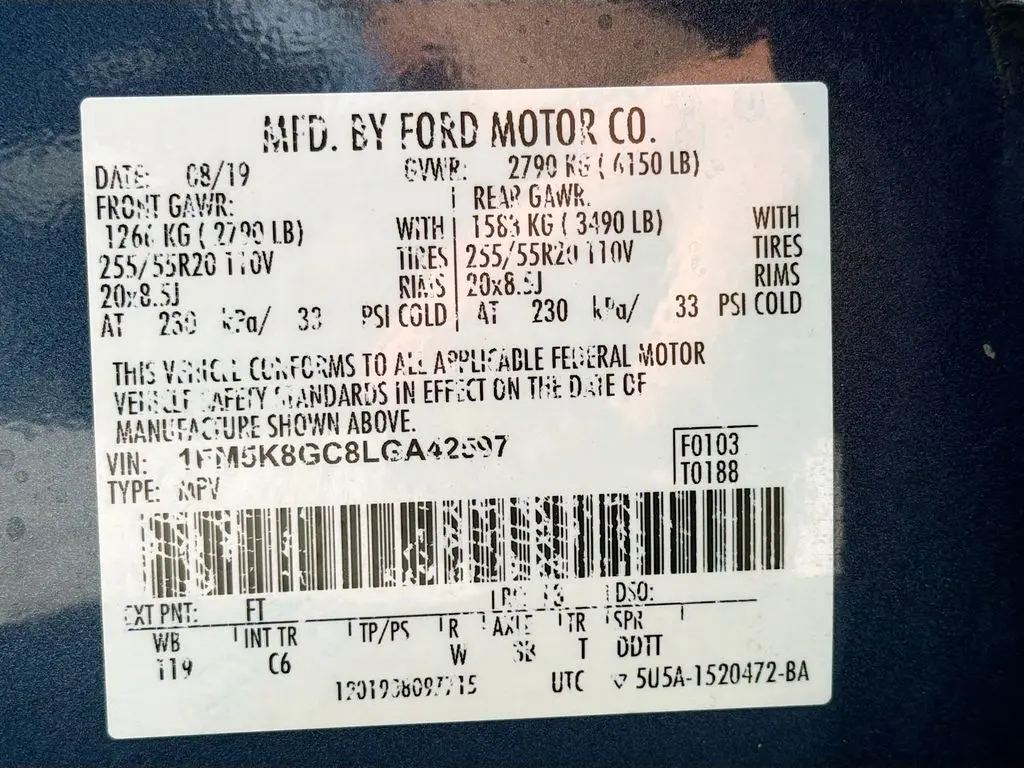 MFD. BY FORD MOTOR CO.
DATE: 08/19 GVWR: 2790 KG ( 6150 LB)
FRONT GAWR: REAR GAWR:
1266 KG ( 2790 LB) WITH 1583 KG ( 3490 LB) WITH
255/55R20 110V TIRES 255/55R20 110V TIRES
20x8.5J RIMS 20x8.5J RIMS
AT 230 kPa/ 33 PSI COLD AT 230 kPa/ 33 PSI COLD
THIS VEHICLE CONFORMS TO ALL APPLICABLE FEDERAL MOTOR
VEHICLE SAFETY STANDARDS IN EFFECT ON THE DATE OF
MANUFACTURE SHOWN ABOVE.
VIN: 1FM5K8GC8LGA42597 F0103
TYPE: MPV T0188
EXT PNT: FT RC: 13 DSO:
WB INT TR TP/PS R AXLE TR SPR
119 C6 W SB T DDTT
UTC 5U5A-1520472-BA